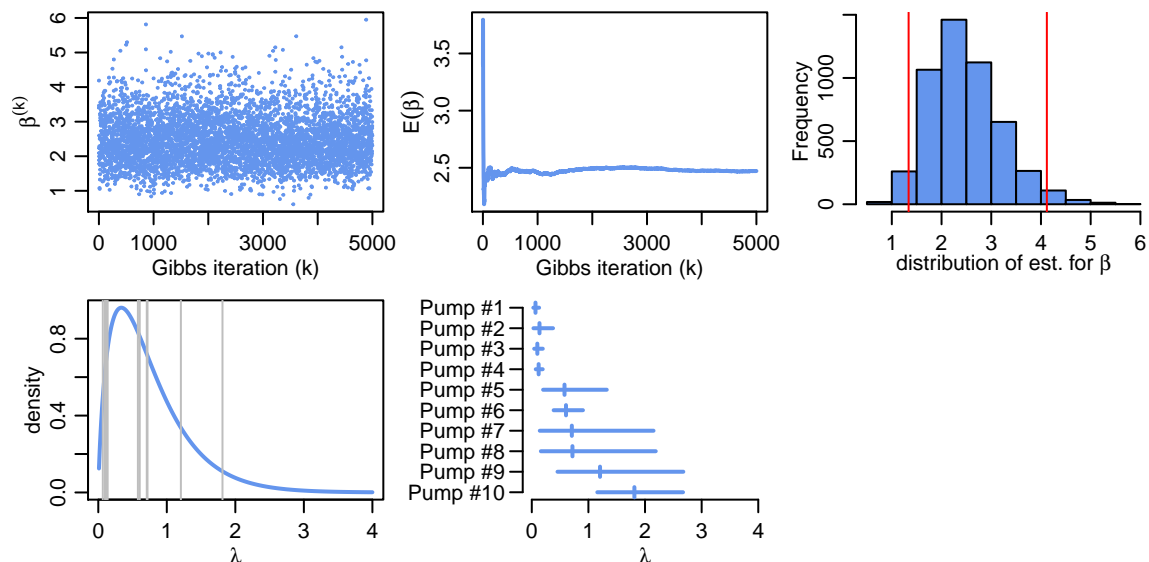 β(k)
1 2 3 4 5 6
0 1000 3000 5000
Gibbs iteration (k)
E(β)
2.5 3.0 3.5
0 1000 3000 5000
Gibbs iteration (k)
Frequency
0 500 1000
1 2 3 4 5 6
distribution of est. for β
density
0.0 0.4 0.8
0 1 2 3 4
λ
Pump #1
Pump #2
Pump #3
Pump #4
Pump #5
Pump #6
Pump #7
Pump #8
Pump #9
Pump #10
0 1 2 3 4
λ